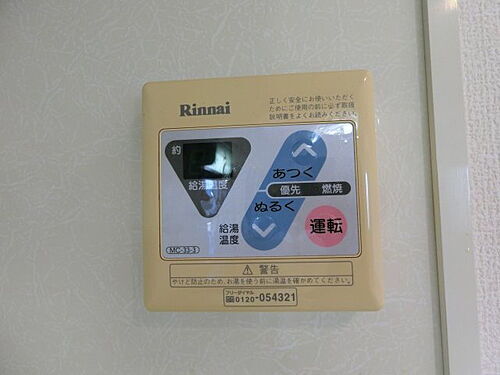 Rinnai
正しく安全にお使いいただく
ためにご使用の前に必ず取扱
説明書をよくお読みください。
約
給湯温度
あつく
優先 燃焼
ぬるく
給湯
温度
運転
MC-33-3
⚠ 警告
やけど防止のため、お湯を使う前に湯温を確かめてください。
フリーダイヤル
0120-054321